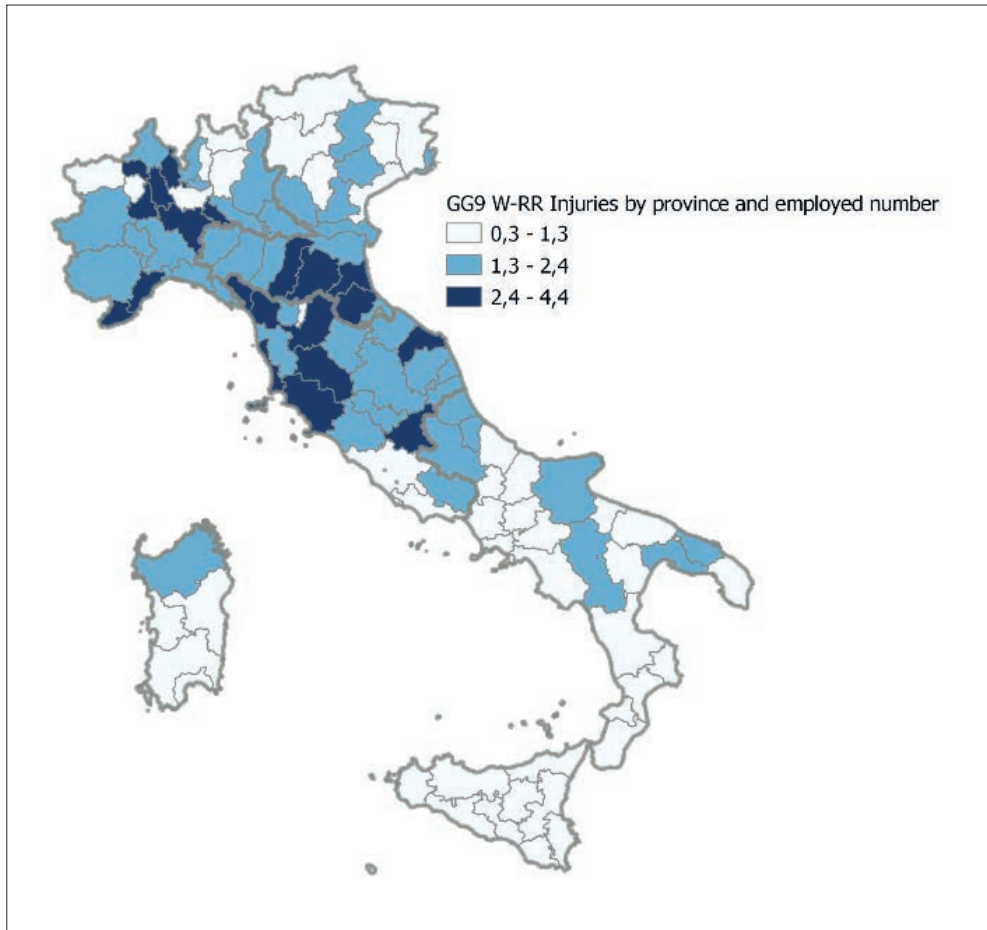 GG9 W-RR Injuries by province and employed number
0,3 - 1,3
1,3 - 2,4
2,4 - 4,4